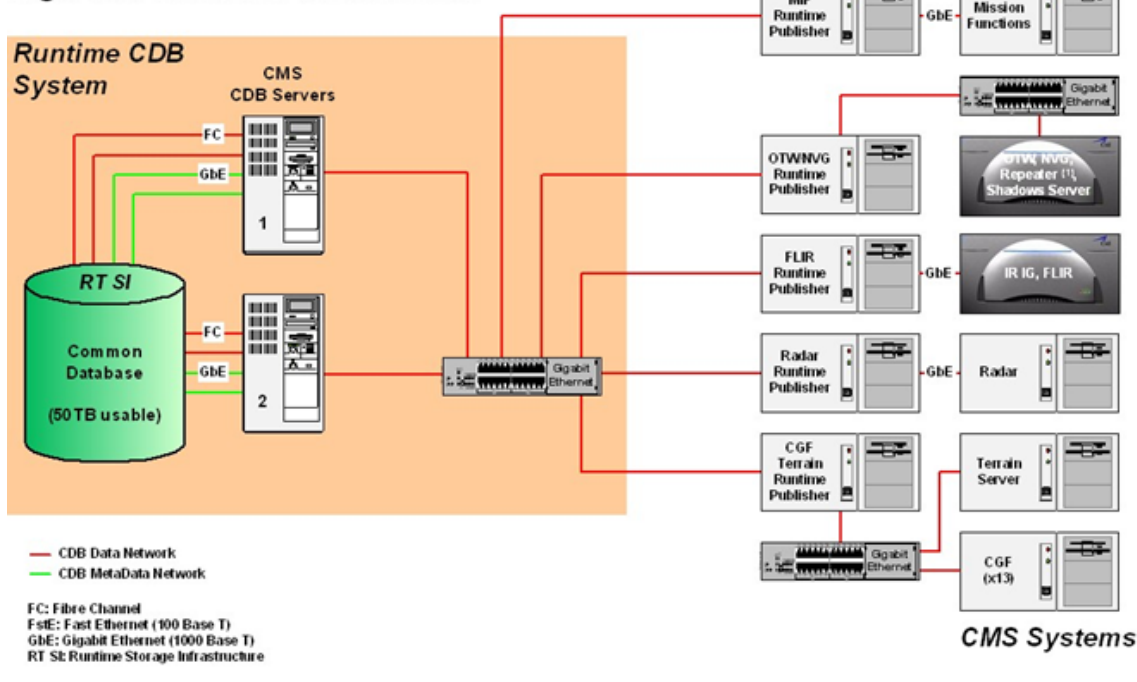 Runtime CDB
System
CMS
CDB Servers
FC
GbE
1
RT SI
Common
Database
(50TB usable)
FC
GbE
2
Gigabit
Ethernet
Runtime
Publisher
GbE
Mission
Functions
Gigabit
Ethernet
OTW/NVG
Runtime
Publisher
OTW, NVG,
Repeater [1],
Shadows Server
FLIR
Runtime
Publisher
GbE
IR IG, FLIR
Radar
Runtime
Publisher
GbE
Radar
CGF
Terrain
Runtime
Publisher
Terrain
Server
Gigabit
Ethernet
CGF
(x13)
CMS Systems
CDB Data Network
CDB MetaData Network
FC: Fibre Channel
FstE: Fast Ethernet (100 Base T)
GbE: Gigabit Ethernet (1000 Base T)
RT SI: Runtime Storage Infrastructure